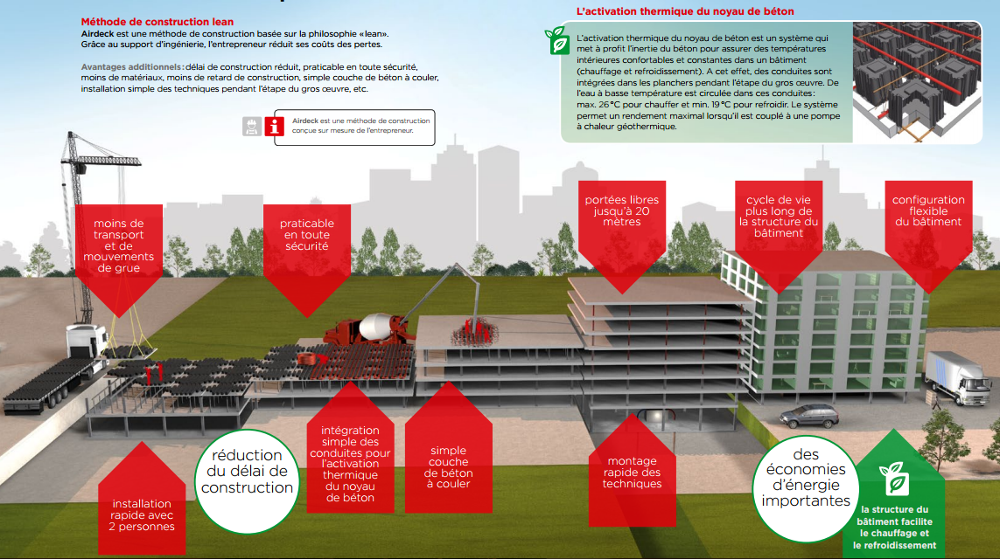 Méthode de construction lean
Airdeck est une méthode de construction basée sur la philosophie «lean».
Grâce au support d'ingénierie, l'entrepreneur réduit ses coûts des pertes.
Avantages additionnels: délai de construction réduit, praticable en toute sécurité,
moins de matériaux, moins de retard de construction, simple couche de béton à couler,
installation simple des techniques pendant l'étape du gros œuvre, etc.
Airdeck est une méthode de construction
conçue sur mesure de l'entrepreneur.
L'activation thermique du noyau de béton
L'activation thermique du noyau de béton est un système qui
met à profit l'inertie du béton pour assurer des températures
intérieures confortables et constantes dans un bâtiment
(chauffage et refroidissement). A cet effet, des conduites sont
intégrées dans les planchers pendant l'étape du gros œuvre. De
l'eau à basse température est circulée dans ces conduites:
max. 26 °C pour chauffer et min. 19 °C pour refroidir. Le système
permet un rendement maximal lorsqu'il est couplé à une pompe
à chaleur géothermique.
moins de
transport
et de
mouvements
de grue
praticable
en toute
sécurité
portées libres
jusqu'à 20
mètres
cycle de vie
plus long de
la structure du
bâtiment
configuration
flexible
du bâtiment
installation
rapide avec
2 personnes
réduction
du délai de
construction
intégration
simple des
conduites pour
l'activation
thermique
du noyau
de béton
simple
couche
de béton
à couler
montage
rapide des
techniques
des
économies
d'énergie
importantes
la structure du
bâtiment facilite
le chauffage et
le refroidissement